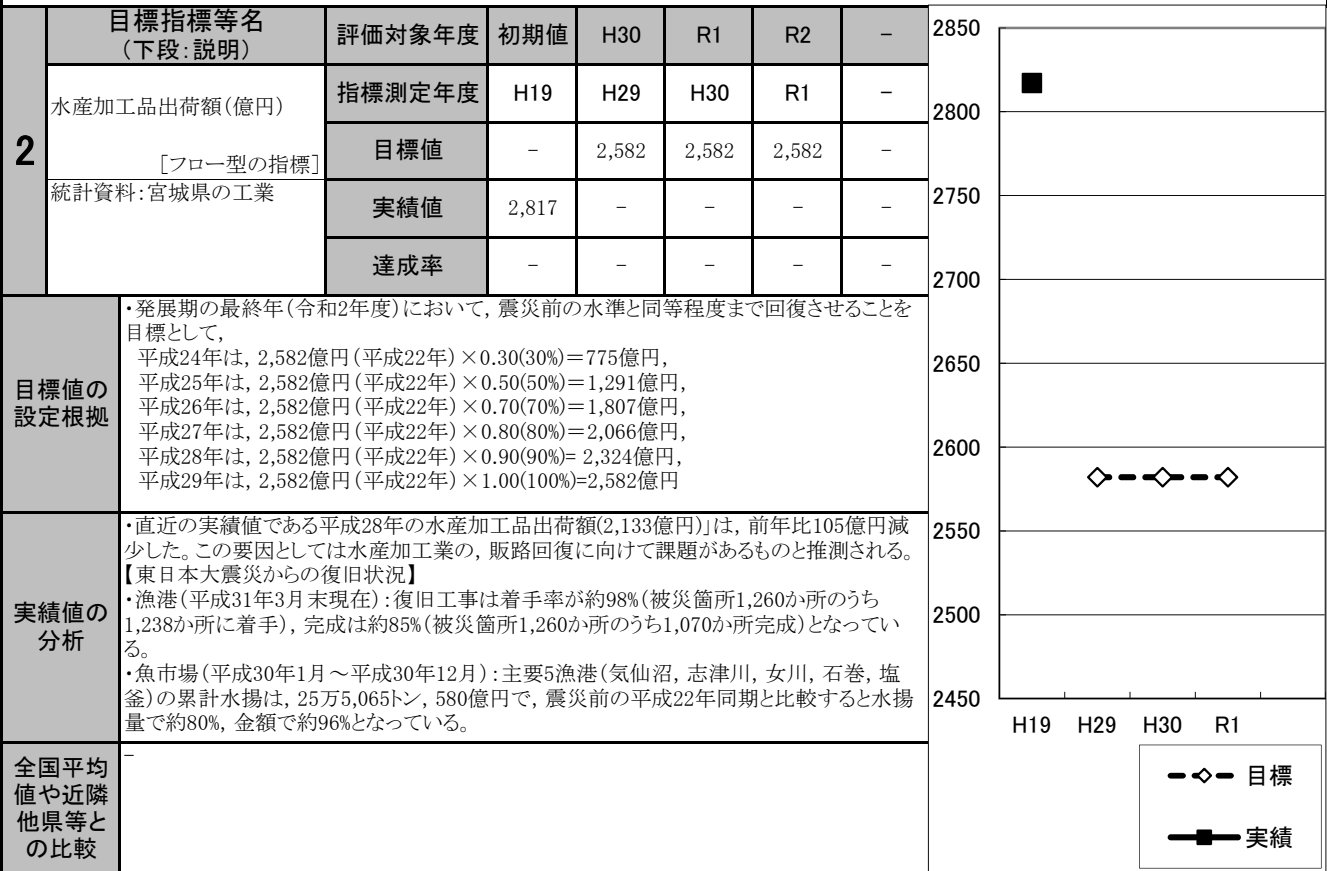 2
目標指標等名
（下段：説明）
評価対象年度 初期値 H30 R1 R2 −
水産加工品出荷額（億円）
［フロー型の指標］
統計資料：宮城県の工業
指標測定年度 H19 H29 H30 R1 −
目標値 − 2,582 2,582 2,582 −
実績値 2,817 − − − −
達成率 − − − − −
目標値の
設定根拠
・発展期の最終年（令和2年度）において，震災前の水準と同等程度まで回復させることを
目標として，
平成24年は，2,582億円（平成22年）×0.30(30%)＝775億円，
平成25年は，2,582億円（平成22年）×0.50(50%)＝1,291億円，
平成26年は，2,582億円（平成22年）×0.70(70%)＝1,807億円，
平成27年は，2,582億円（平成22年）×0.80(80%)＝2,066億円，
平成28年は，2,582億円（平成22年）×0.90(90%)= 2,324億円，
平成29年は，2,582億円（平成22年）×1.00(100%)=2,582億円
実績値の
分析
・直近の実績値である平成28年の水産加工品出荷額(2,133億円)」は，前年比105億円減
少した。この要因としては水産加工業の，販路回復に向けて課題があるものと推測される。
【東日本大震災からの復旧状況】
・漁港（平成31年3月末現在）：復旧工事は着手率が約98%（被災箇所1,260か所のうち
1,238か所に着手），完成は約85%（被災箇所1,260か所のうち1,070か所完成）となってい
る。
・魚市場（平成30年1月～平成30年12月）：主要5漁港（気仙沼，志津川，女川，石巻，塩
釜）の累計水揚は，25万5,065トン，580億円で，震災前の平成22年同期と比較すると水揚
量で約80%，金額で約96%となっている。
全国平均
値や近隣
他県等と
の比較
−
2850
2800
2750
2700
2650
2600
2550
2500
2450
H19 H29 H30 R1
目標
実績